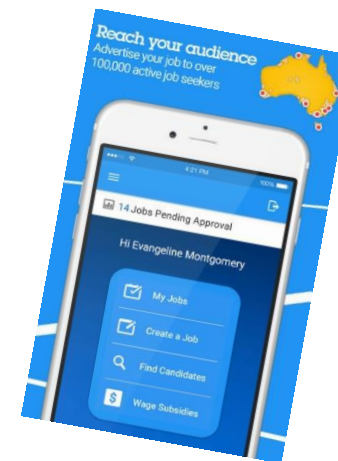 Reach your audience
Advertise your job to over
100,000 active job seekers
4:21 PM
100%
14 Jobs Pending Approval
Hi Evangeline Montgomery
My Jobs
Create a Job
Find Candidates
$ Wage Subsidies